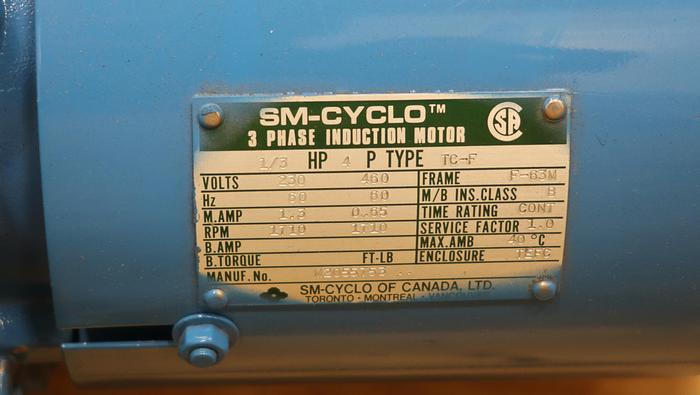 SM-CYCLO™
3 PHASE INDUCTION MOTOR
SA
1/3 HP 4 P TYPE TC-F
VOLTS 230 460 FRAME F-63M
Hz 60 60 M/B INS.CLASS B
M.AMP 1.3 0.65 TIME RATING CONT
RPM 1710 1710 SERVICE FACTOR 1.0
B.AMP MAX.AMB 40 °C
B.TORQUE FT-LB ENCLOSURE TEFC
MANUF. No.
SM-CYCLO OF CANADA, LTD.
TORONTO · MONTREAL · VANCOUVER